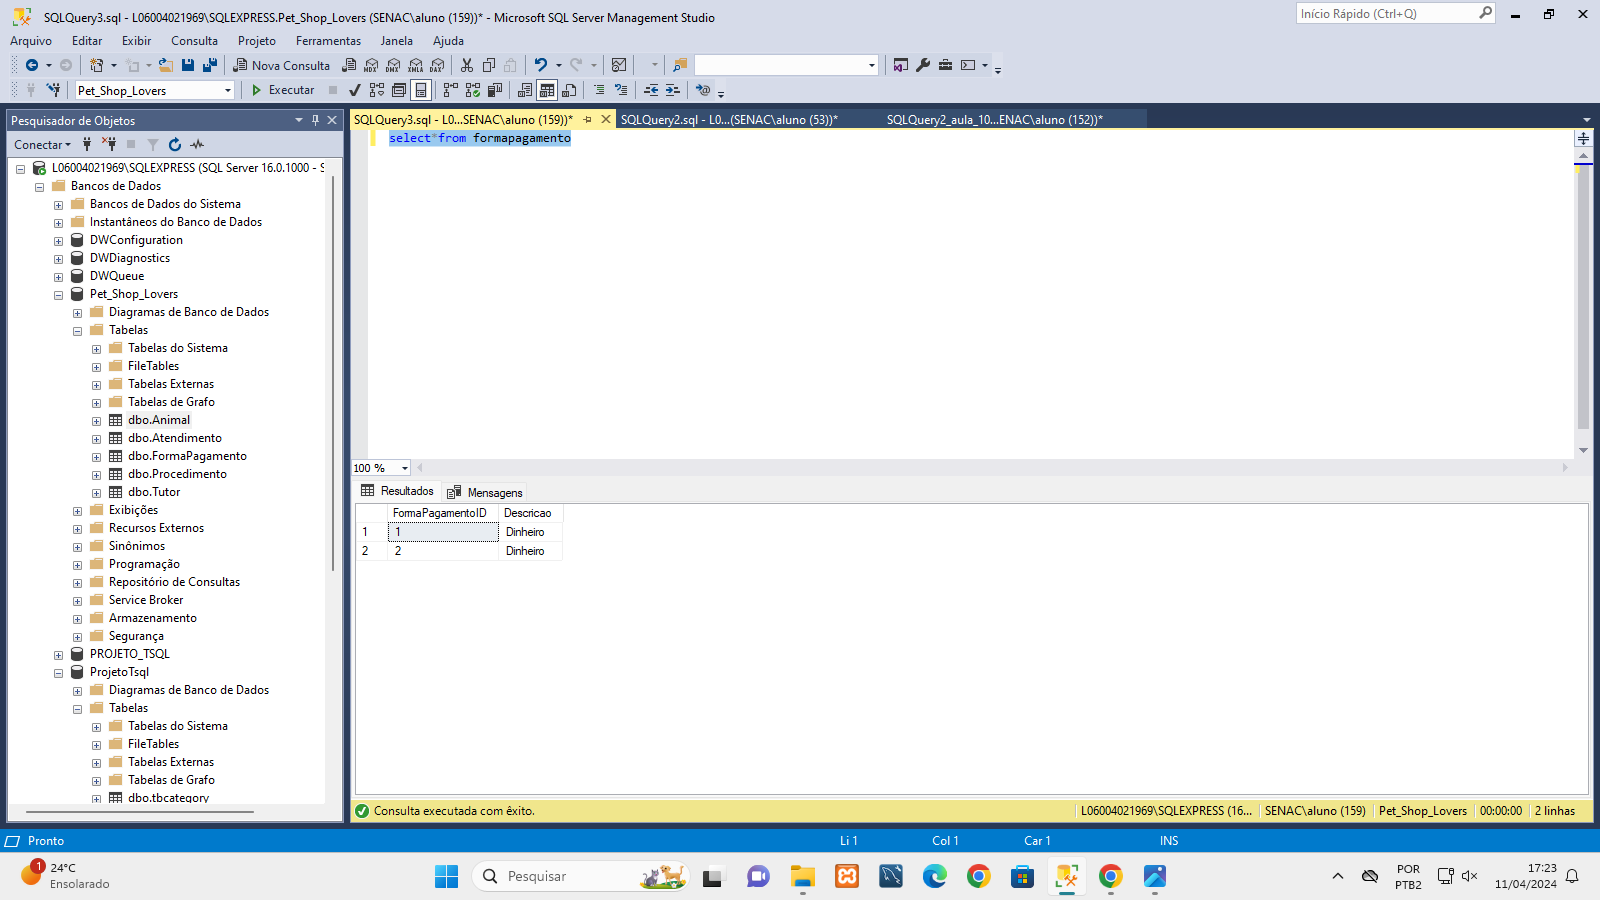 SQLQuery3.sql - L06004021969\SQLEXPRESS.Pet_Shop_Lovers (SENAC\aluno (159))* - Microsoft SQL Server Management Studio
Início Rápido (Ctrl+Q)
Arquivo Editar Exibir Consulta Projeto Ferramentas Janela Ajuda
Nova Consulta MDX DMX XMLA DAX
Pet_Shop_Lovers Executar
Pesquisador de Objetos
SQLQuery3.sql - L0...SENAC\aluno (159))* SQLQuery2.sql - L0...(SENAC\aluno (53))* SQLQuery2_aula_10...ENAC\aluno (152))*
select*from formapagamento
Conectar
L06004021969\SQLEXPRESS (SQL Server 16.0.1000 - S
Bancos de Dados
Bancos de Dados do Sistema
Instantâneos do Banco de Dados
DWConfiguration
DWDiagnostics
DWQueue
Pet_Shop_Lovers
Diagramas de Banco de Dados
Tabelas
Tabelas do Sistema
FileTables
Tabelas Externas
Tabelas de Grafo
dbo.Animal
dbo.Atendimento
dbo.FormaPagamento
dbo.Procedimento
dbo.Tutor
Exibições
Recursos Externos
Sinônimos
Programação
Repositório de Consultas
Service Broker
Armazenamento
Segurança
PROJETO_TSQL
ProjetoTsql
Diagramas de Banco de Dados
Tabelas
Tabelas do Sistema
FileTables
Tabelas Externas
Tabelas de Grafo
dbo.tbcategory
100 %
Resultados Mensagens
FormaPagamentoID Descricao
1 1 Dinheiro
2 2 Dinheiro
Consulta executada com êxito.
L06004021969\SQLEXPRESS (16... SENAC\aluno (159) Pet_Shop_Lovers 00:00:00 2 linhas
Pronto Li 1 Col 1 Car 1 INS
1
24°C
Ensolarado
Pesquisar
POR
PTB2
17:23
11/04/2024